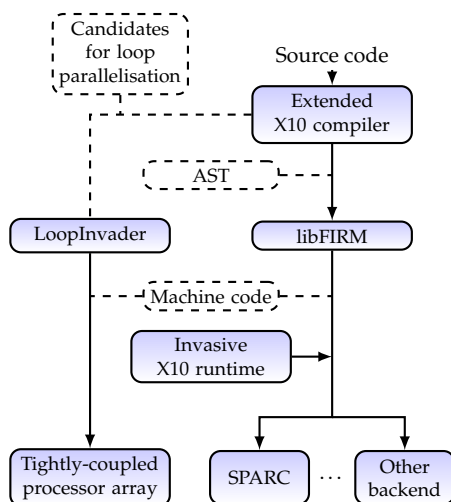 Candidates
for loop
parallelisation
Source code
Extended
X10 compiler
AST
LoopInvader
libFIRM
Machine code
Invasive
X10 runtime
Tightly-coupled
processor array
SPARC
...
Other
backend